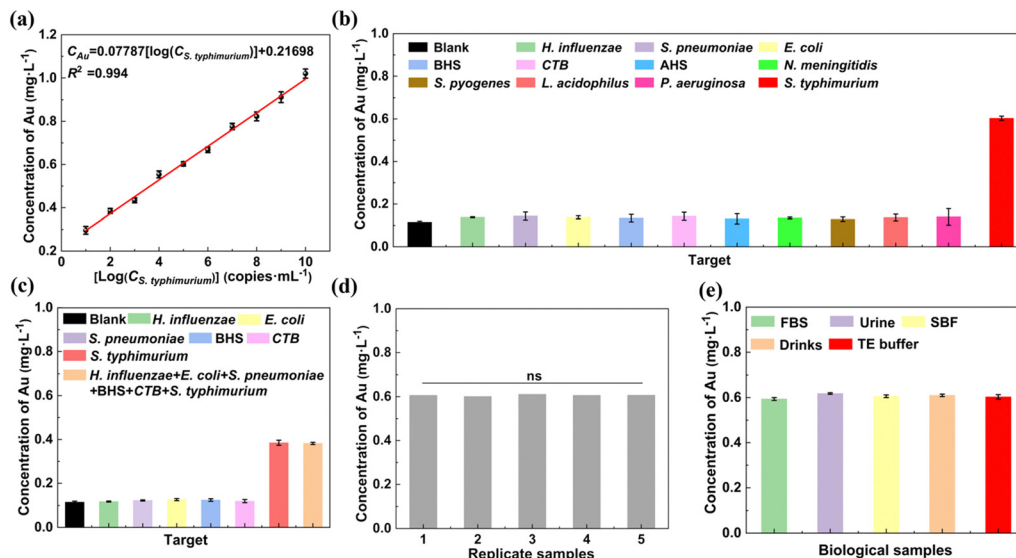 (a)
C_Au=0.07787[log(C_S. typhimurium)]+0.21698
R² =0.994
Concentration of Au (mg·L⁻¹)
1.2
1.0
0.8
0.6
0.4
0.2
0 2 4 6 8 10
[Log(C_S. typhimurium)] (copies·mL⁻¹)
(b)
Blank H. influenzae S. pneumoniae E. coli
BHS CTB AHS N. meningitidis
S. pyogenes L. acidophilus P. aeruginosa S. typhimurium
Concentration of Au (mg·L⁻¹)
1.0
0.8
0.6
0.4
0.2
0.0
Target
(c)
Blank H. influenzae E. coli
S. pneumoniae BHS CTB
S. typhimurium
H. influenzae+E. coli+S. pneumoniae
+BHS+CTB+S. typhimurium
Concentration of Au (mg·L⁻¹)
1.0
0.8
0.6
0.4
0.2
0.0
Target
(d)
ns
Concentration of Au (mg·L⁻¹)
1.0
0.8
0.6
0.4
0.2
0.0
1 2 3 4 5
Replicate samples
(e)
FBS Urine SBF
Drinks TE buffer
Concentration of Au (mg·L⁻¹)
1.0
0.8
0.6
0.4
0.2
0.0
Biological samples